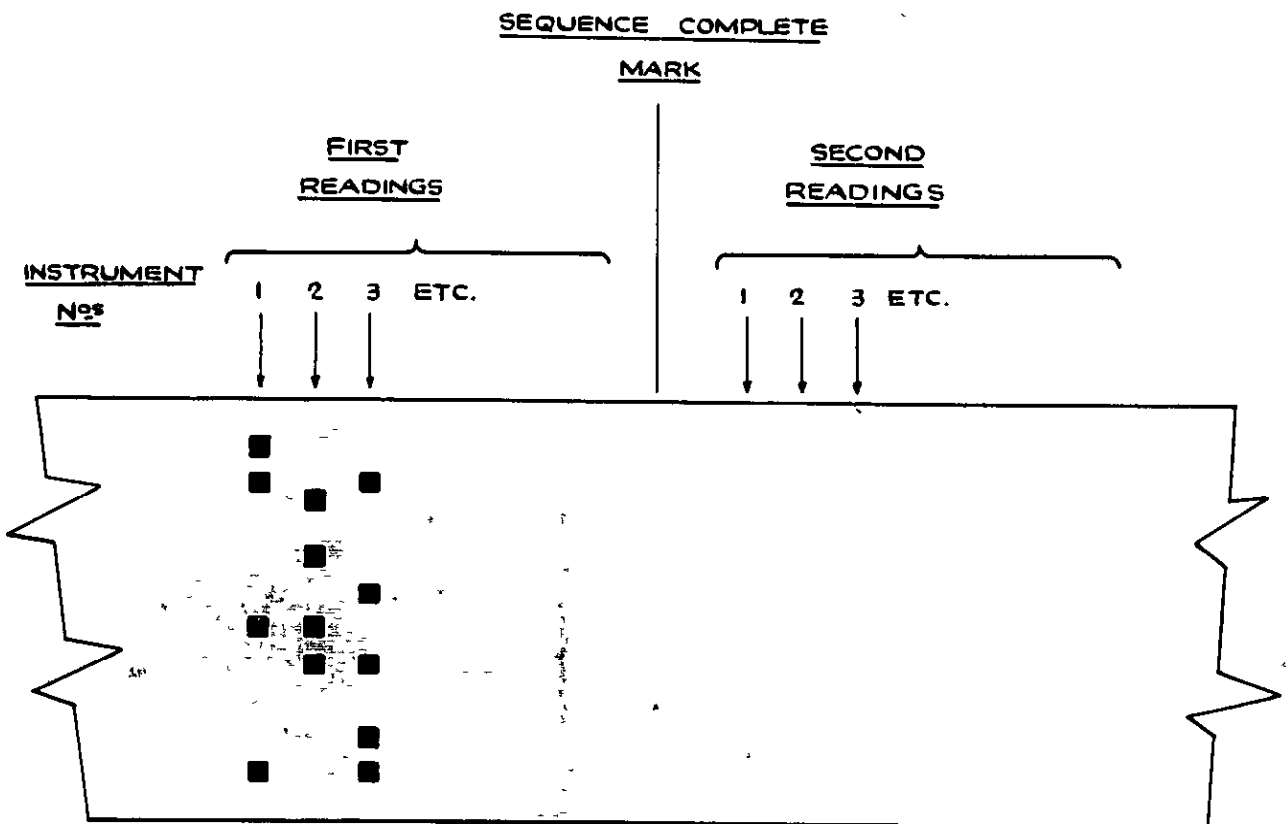 SEQUENCE COMPLETE
MARK
FIRST
READINGS
SECOND
READINGS
INSTRUMENT
Nos
1 2 3 ETC.
1 2 3 ETC.